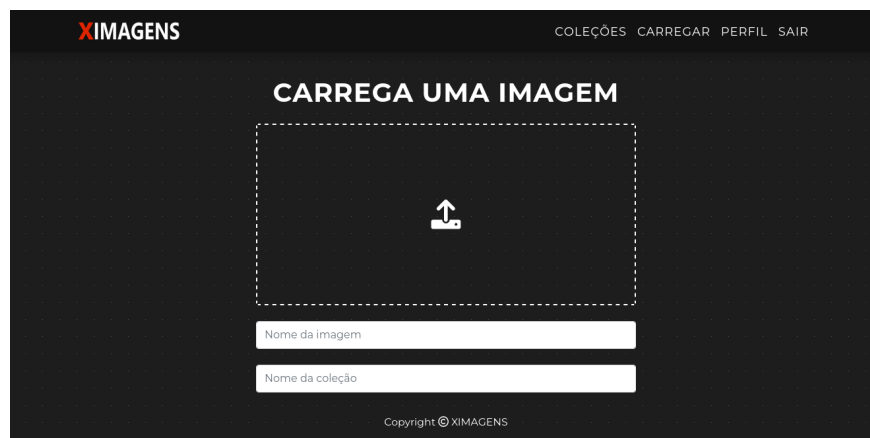 XIMAGENS
COLEÇÕES CARREGAR PERFIL SAIR
CARREGA UMA IMAGEM
Nome da imagem
Nome da coleção
Copyright © XIMAGENS